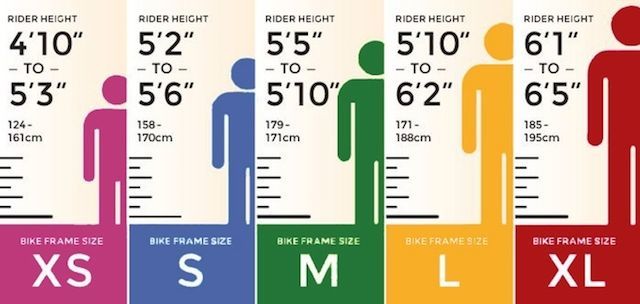 RIDER HEIGHT
4'10"
– TO –
5'3"
124 -
161cm
BIKE FRAME SIZE
XS
RIDER HEIGHT
5'2"
– TO –
5'6"
158 -
170cm
BIKE FRAME SIZE
S
RIDER HEIGHT
5'5"
– TO –
5'10"
179 -
171cm
BIKE FRAME SIZE
M
RIDER HEIGHT
5'10"
– TO –
6'2"
171 -
188cm
BIKE FRAME SIZE
L
RIDER HEIGHT
6'1"
– TO –
6'5"
185 -
195cm
BIKE FRAME SIZE
XL